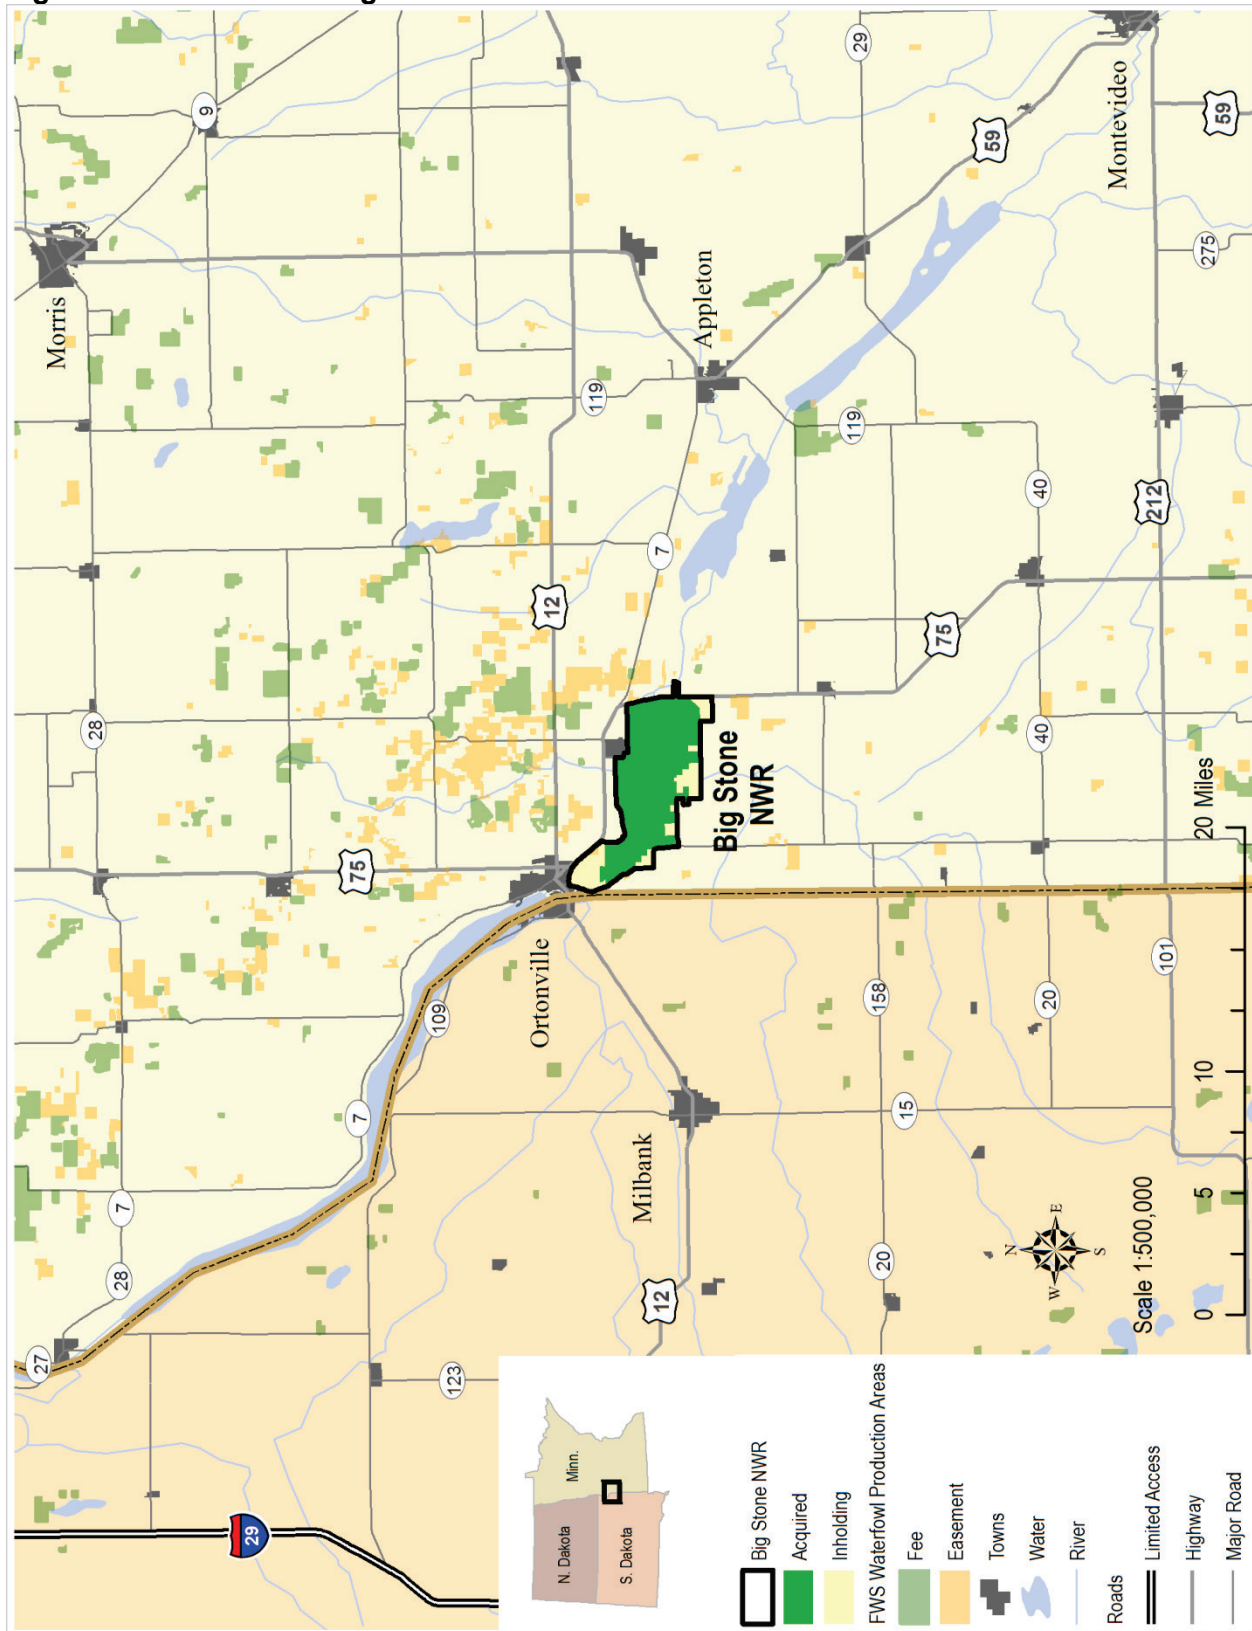 Morris
9
29
Montevideo
59
59
275
Appleton
119
119
7
40
212
12
28
75
75
40
Big Stone
NWR
Ortonville
109
7
7
28
27
158
20
101
15
Milbank
12
20
123
29
N
E
S
W
Scale 1:500,000
0 5 10 20 Miles
N. Dakota
Minn.
S. Dakota
Big Stone NWR
Acquired
Inholding
FWS Waterfowl Production Areas
Fee
Easement
Towns
Water
River
Roads
Limited Access
Highway
Major Road